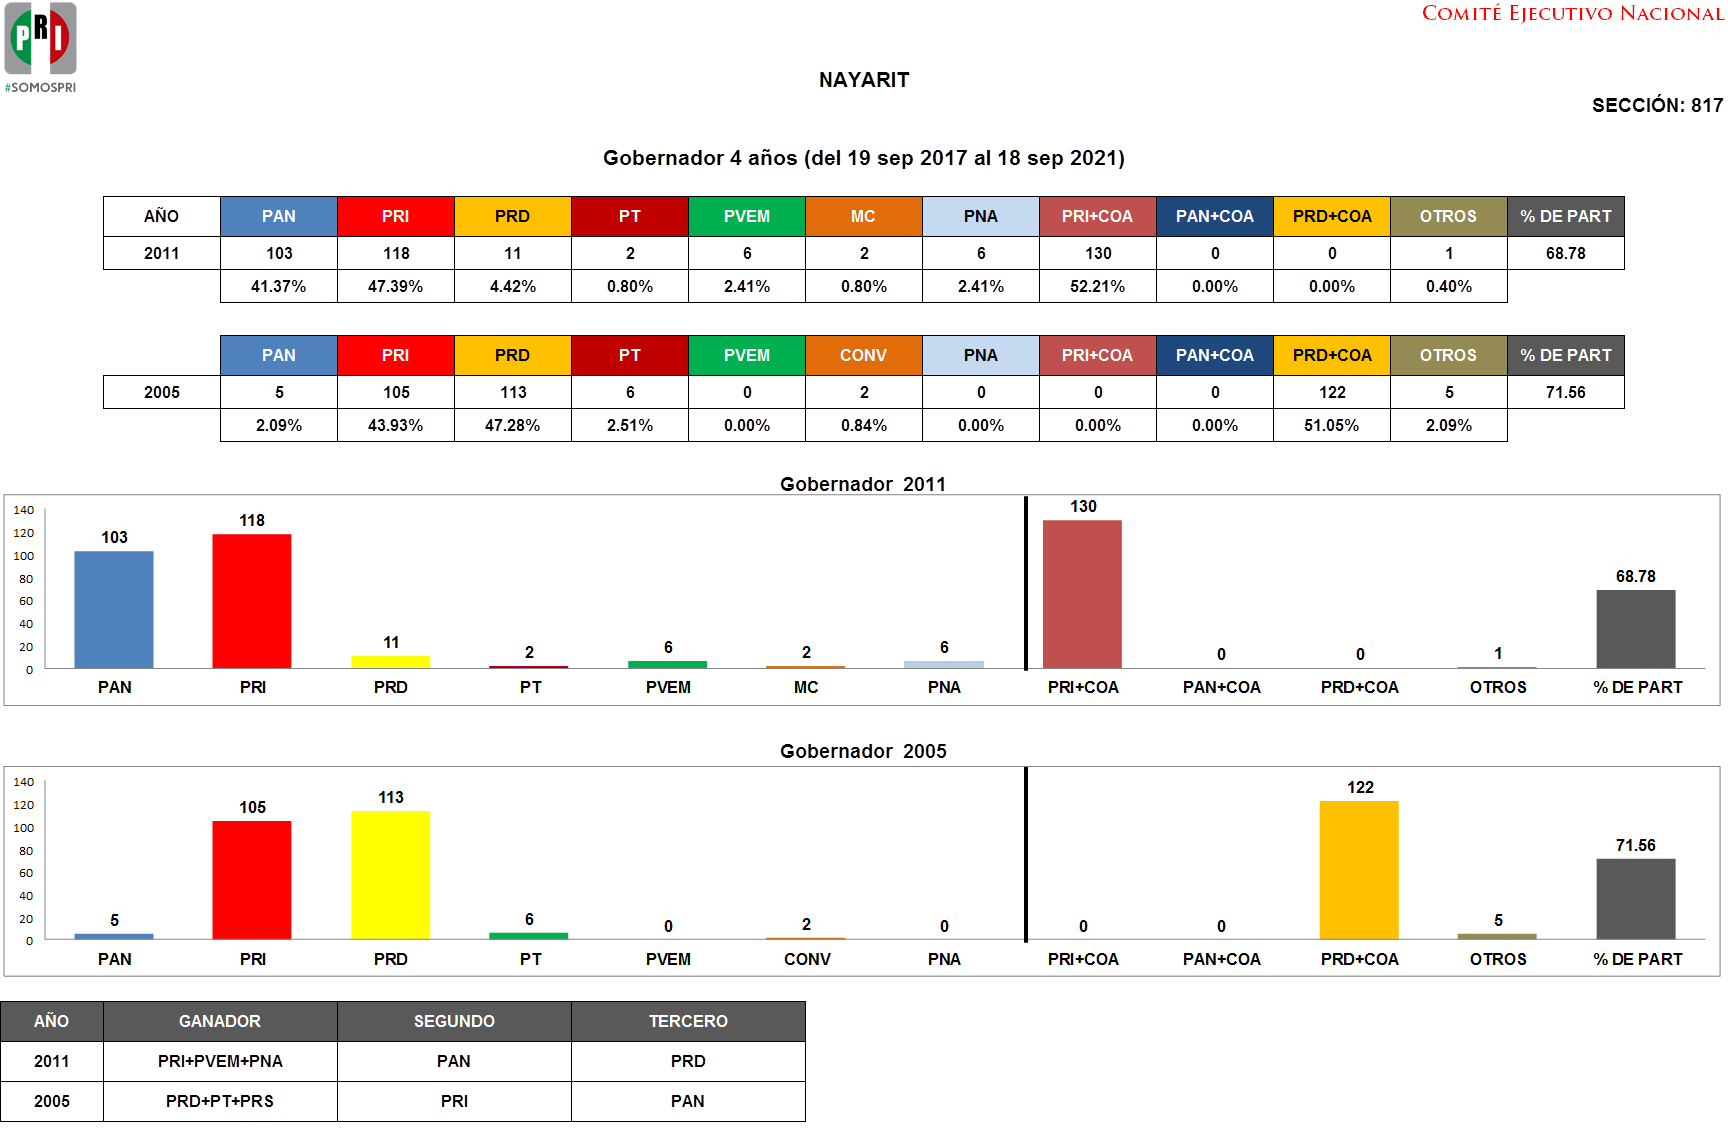 PRI
#SOMOSPRI
COMITÉ EJECUTIVO NACIONAL
NAYARIT
SECCIÓN: 817
Gobernador 4 años (del 19 sep 2017 al 18 sep 2021)
AÑO PAN PRI PRD PT PVEM MC PNA PRI+COA PAN+COA PRD+COA OTROS % DE PART
2011 103 118 11 2 6 2 6 130 0 0 1 68.78
41.37% 47.39% 4.42% 0.80% 2.41% 0.80% 2.41% 52.21% 0.00% 0.00% 0.40%
PAN PRI PRD PT PVEM CONV PNA PRI+COA PAN+COA PRD+COA OTROS % DE PART
2005 5 105 113 6 0 2 0 0 0 122 5 71.56
2.09% 43.93% 47.28% 2.51% 0.00% 0.84% 0.00% 0.00% 0.00% 51.05% 2.09%
Gobernador 2011
140
120
100
80
60
40
20
0
103 118 11 2 6 2 6 130 0 0 1 68.78
PAN PRI PRD PT PVEM MC PNA PRI+COA PAN+COA PRD+COA OTROS % DE PART
Gobernador 2005
140
120
100
80
60
40
20
0
5 105 113 6 0 2 0 0 0 122 5 71.56
PAN PRI PRD PT PVEM CONV PNA PRI+COA PAN+COA PRD+COA OTROS % DE PART
AÑO GANADOR SEGUNDO TERCERO
2011 PRI+PVEM+PNA PAN PRD
2005 PRD+PT+PRS PRI PAN